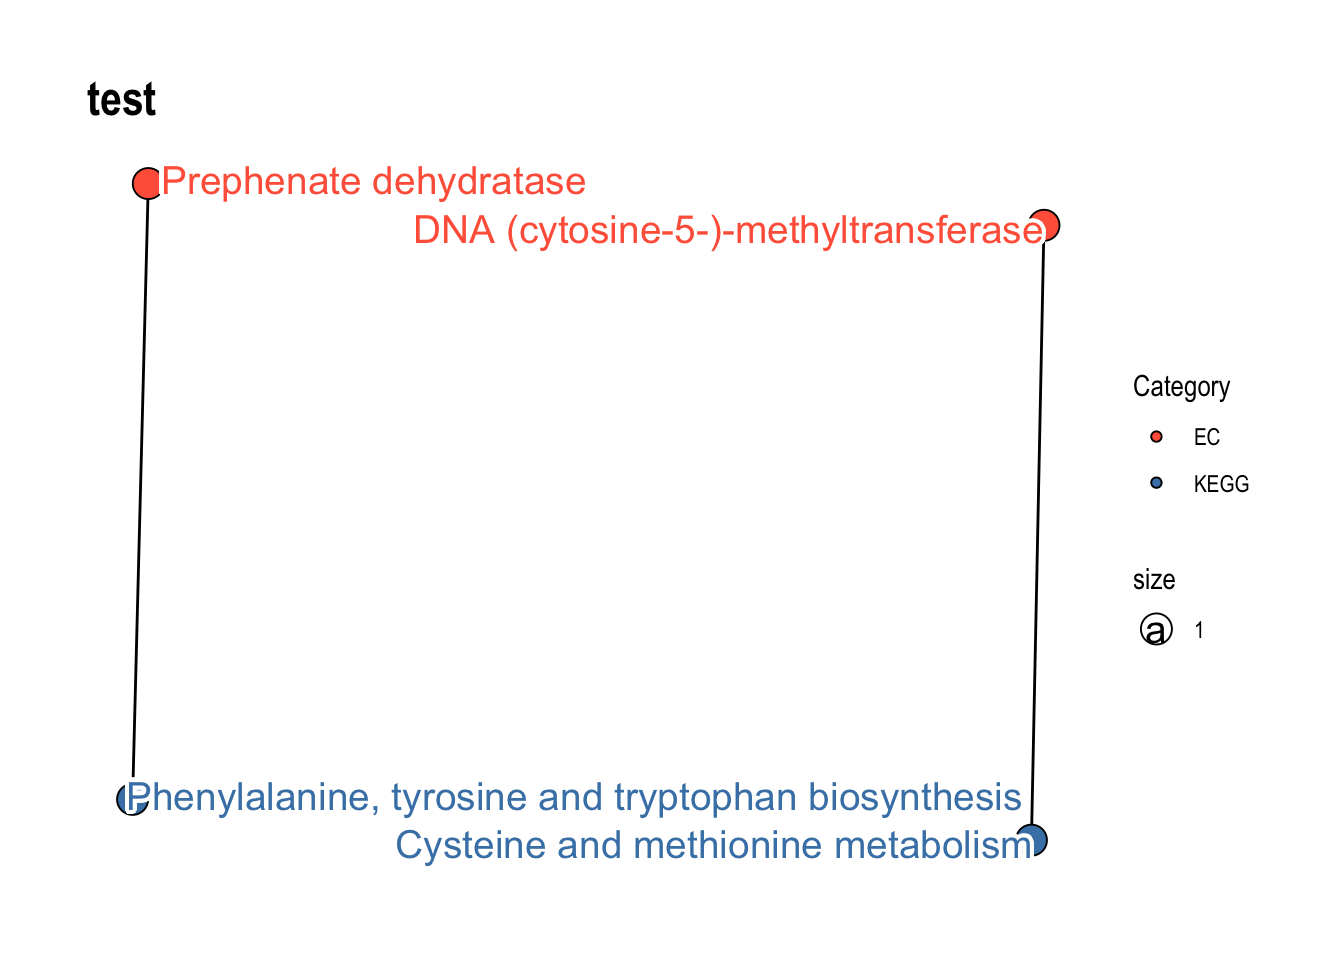 test
Prephenate dehydratase
DNA (cytosine-5-)-methyltransferase
Category
EC
KEGG
size
a 1
Phenylalanine, tyrosine and tryptophan biosynthesis
Cysteine and methionine metabolism